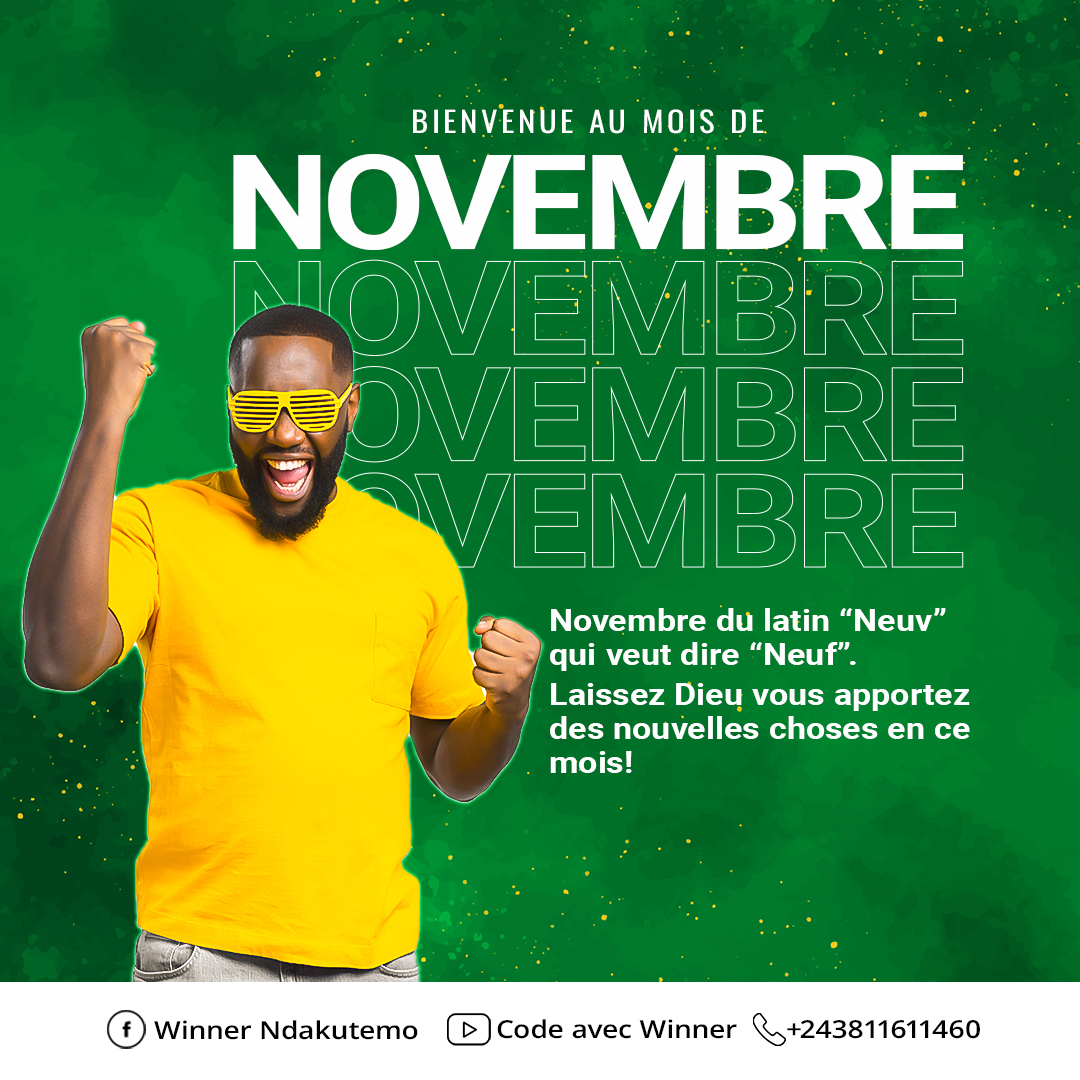 BIENVENUE AU MOIS DE
NOVEMBRE
NOVEMBRE
OVEMBRE
OVEMBRE
Novembre du latin “Neuv”
qui veut dire “Neuf”.
Laissez Dieu vous apportez
des nouvelles choses en ce
mois!
Winner Ndakutemo
Code avec Winner
+243811611460